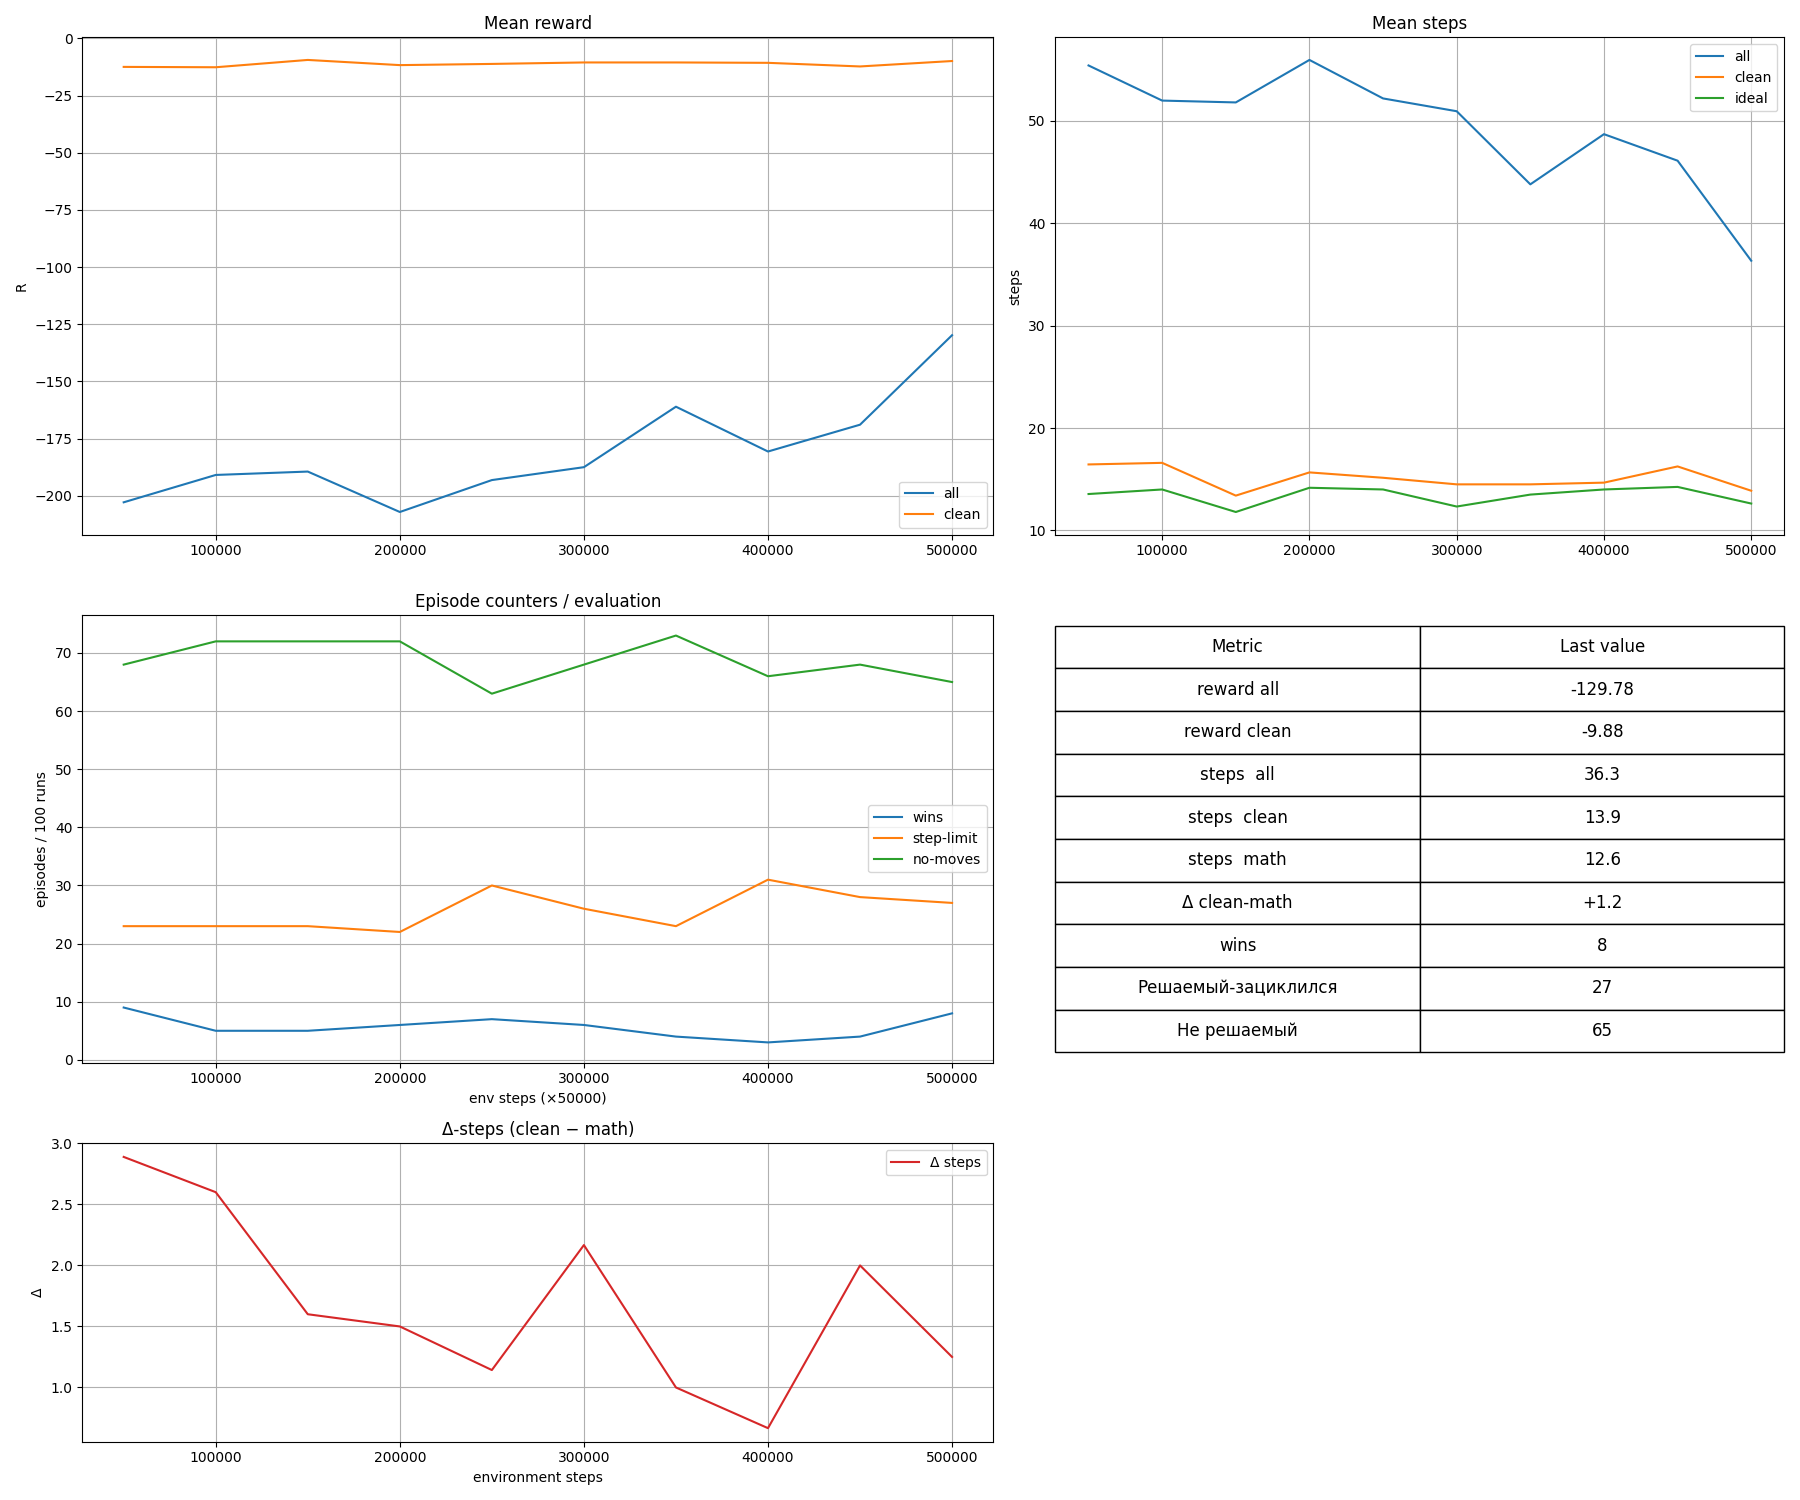 Mean reward
0
−25
−50
−75
−100
−125
−150
−175
−200
R
all
clean
100000 200000 300000 400000 500000
Mean steps
50
40
30
20
10
steps
all
clean
ideal
100000 200000 300000 400000 500000
Episode counters / evaluation
70
60
50
40
30
20
10
0
episodes / 100 runs
wins
step-limit
no-moves
100000 200000 300000 400000 500000
env steps (×50000)
Metric Last value
reward all -129.78
reward clean -9.88
steps  all 36.3
steps  clean 13.9
steps  math 12.6
Δ clean-math +1.2
wins 8
Решаемый-зациклился 27
Не решаемый 65
Δ-steps (clean − math)
3.0
2.5
2.0
1.5
1.0
Δ
Δ steps
100000 200000 300000 400000 500000
environment steps